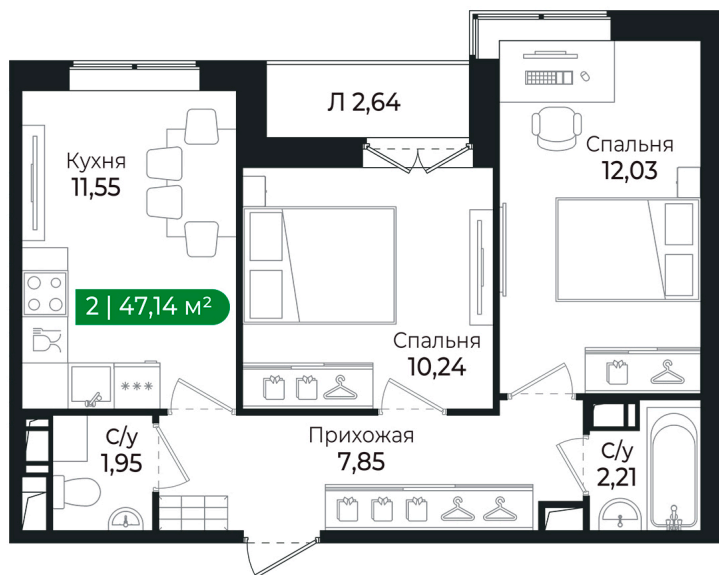 Л 2,64
Спальня
12,03
Кухня
11,55
2 | 47,14 м²
Спальня
10,24
С/у
1,95
Прихожая
7,85
С/у
2,21